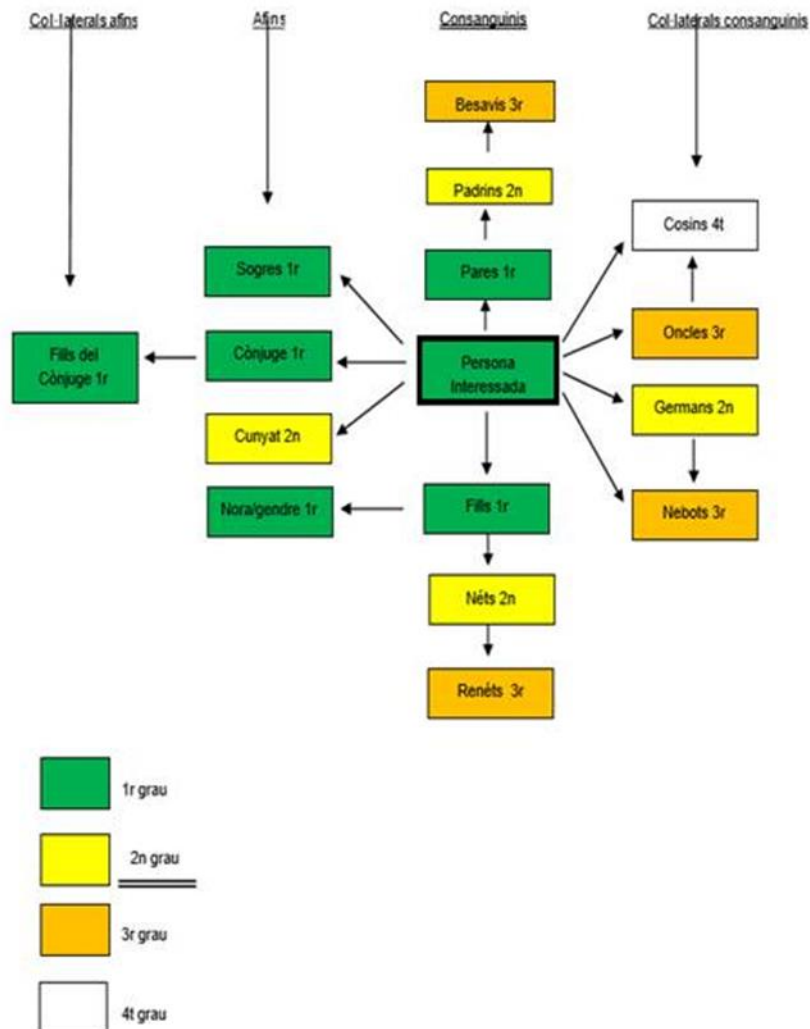 Col·laterals afins
Afins
Consanguinis
Col·laterals consanguinis
Besavis 3r
Padrins 2n
Cosins 4t
Sogres 1r
Pares 1r
Fills del
Cònjuge 1r
Cònjuge 1r
Persona
Interessada
Oncles 3r
Germans 2n
Cunyat 2n
Nora/gendre 1r
Fills 1r
Nebots 3r
Néts 2n
Renéts 3r
1r grau
2n grau
3r grau
4t grau